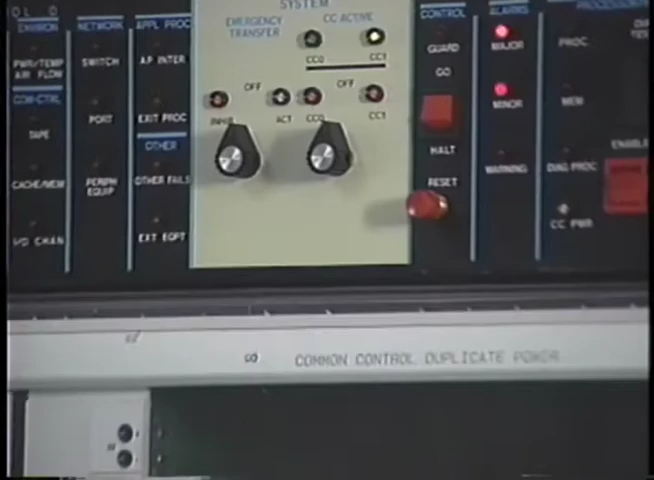 SYSTEM
EMERGENCY
TRANSFER
CC ACTIVE
CC0
CC1
OFF
OFF
INHIB
ACT
CC0
CC1
COMMON
PWR/TEMP
AIR FLOW
COM-CTRL
TAPE
CACHE/MEM
I/O CHAN
NETWORK
SWITCH
PORT
PERIPH
EQUIP
APPL PROC
AP INTER
EXIT PROC
OTHER
OTHER FAILS
EXT EQPT
CONTROL
GUARD
GO
HALT
RESET
ALARMS
MAJOR
MINOR
WARNING
PROC
MEM
DIAG PROC
CC PWR
ENABLE
COMMON CONTROL DUPLICATE POWER